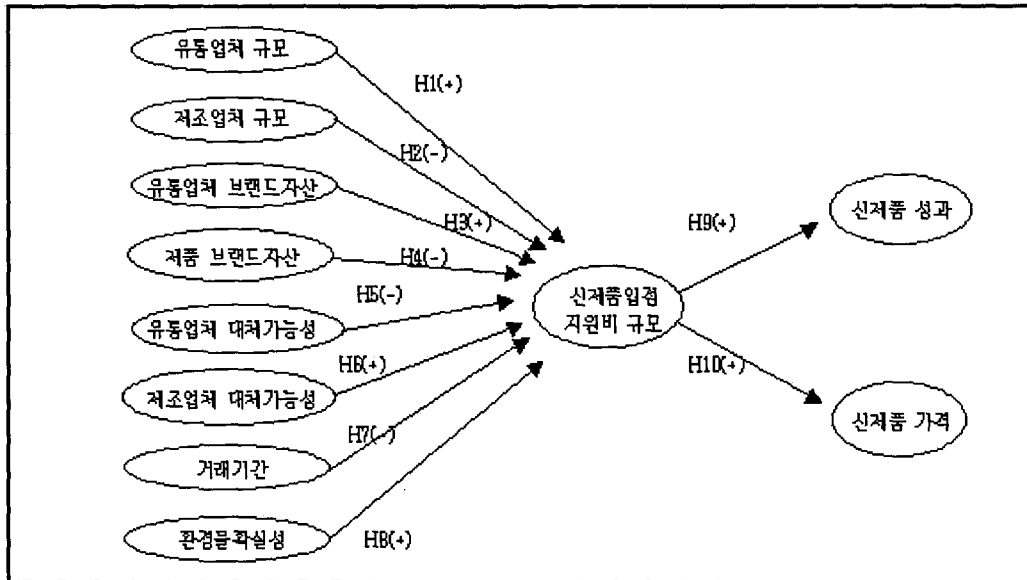 유통업체 규모
H1(+)
제조업체 규모
H2(-)
유통업체 브랜드자산
H3(+)
제품 브랜드자산
H4(-)
H5(-)
유통업체 대체가능성
H6(+)
제조업체 대체가능성
H7(-)
거래기간
환경불확실성
H8(+)
신제품입점
지원비 규모
H9(+)
신제품 성과
H10(+)
신제품 가격